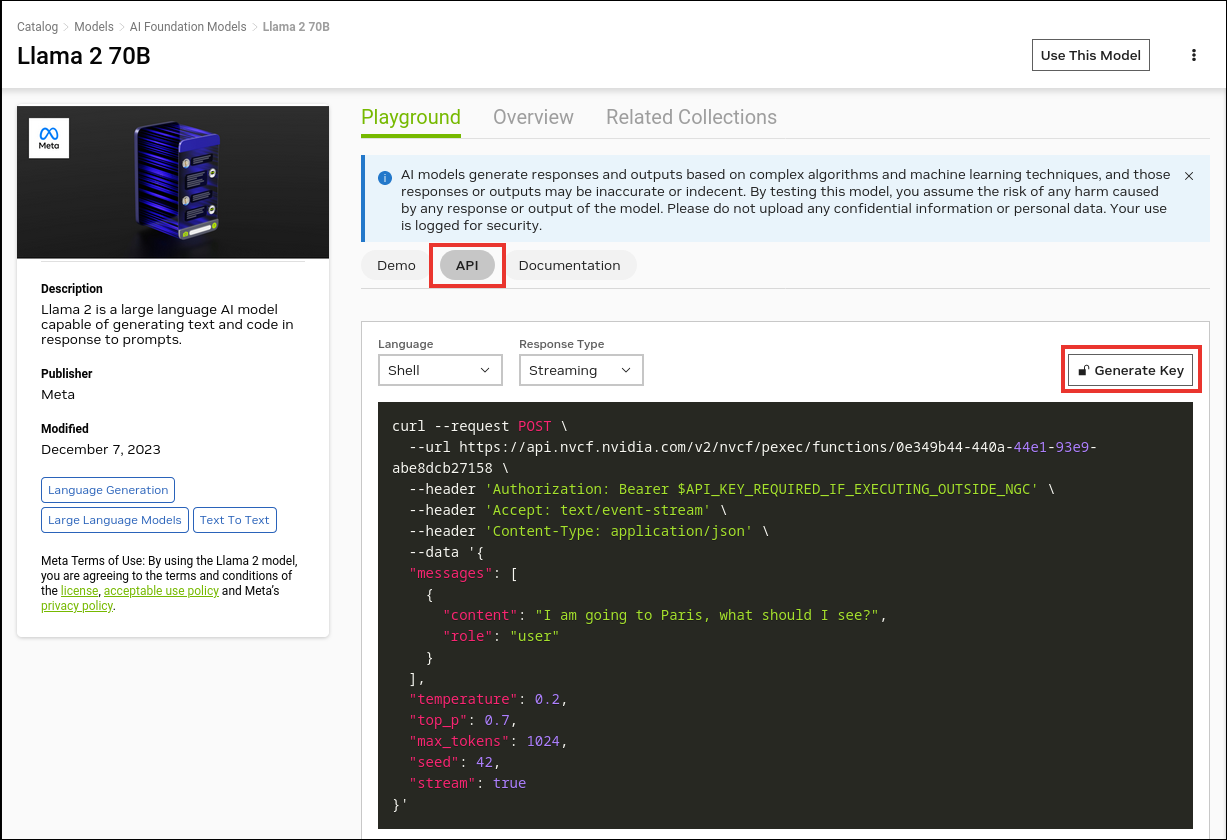 Catalog > Models > AI Foundation Models > Llama 2 70B
Llama 2 70B
Use This Model
Meta
Description
Llama 2 is a large language AI model
capable of generating text and code in
response to prompts.
Publisher
Meta
Modified
December 7, 2023
Language Generation
Large Language Models Text To Text
Meta Terms of Use: By using the Llama 2 model,
you are agreeing to the terms and conditions of
the license, acceptable use policy and Meta’s
privacy policy.
Playground Overview Related Collections
AI models generate responses and outputs based on complex algorithms and machine learning techniques, and those
responses or outputs may be inaccurate or indecent. By testing this model, you assume the risk of any harm caused
by any response or output of the model. Please do not upload any confidential information or personal data. Your use
is logged for security.
Demo API Documentation
Language Response Type
Shell Streaming Generate Key
curl --request POST \
--url https://api.nvcf.nvidia.com/v2/nvcf/pexec/functions/0e349b44-440a-44e1-93e9-
abe8dcb27158 \
--header 'Authorization: Bearer $API_KEY_REQUIRED_IF_EXECUTING_OUTSIDE_NGC' \
--header 'Accept: text/event-stream' \
--header 'Content-Type: application/json' \
--data '{
"messages": [
{
"content": "I am going to Paris, what should I see?",
"role": "user"
}
],
"temperature": 0.2,
"top_p": 0.7,
"max_tokens": 1024,
"seed": 42,
"stream": true
}'